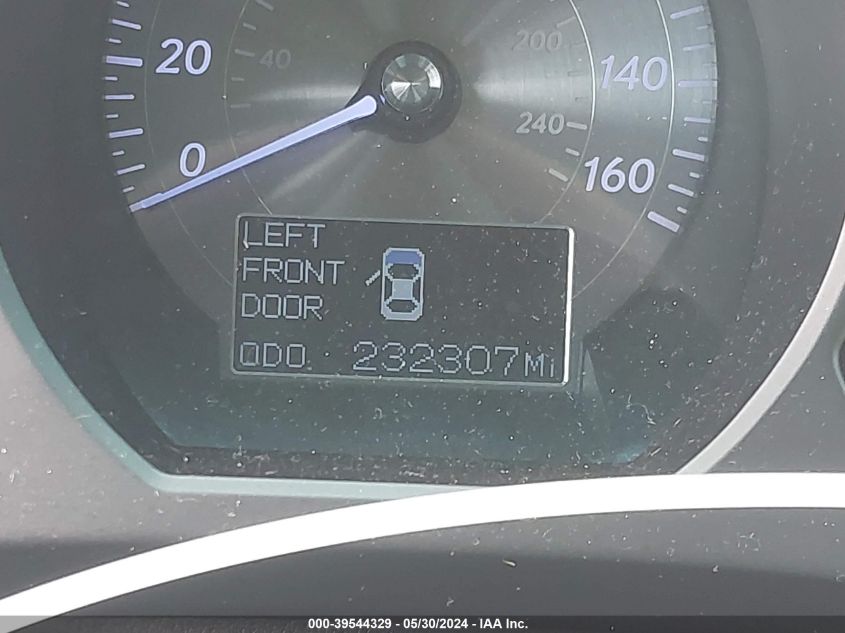 20
40
0
200
140
240
160
LEFT
FRONT
DOOR
ODO 232307Mi
000-39544329 - 05/30/2024 - IAA Inc.